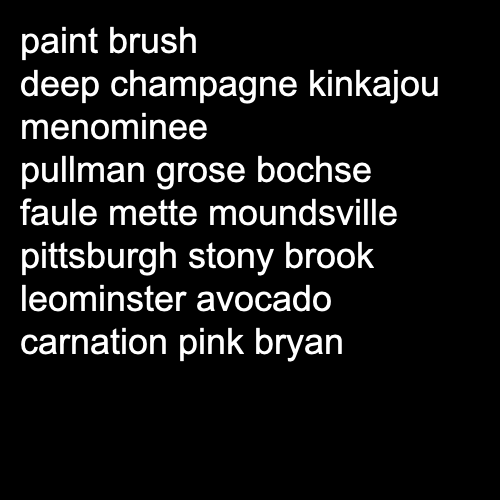 paint brush
deep champagne kinkajou
menominee
pullman grose bochse
faule mette moundsville
pittsburgh stony brook
leominster avocado
carnation pink bryan